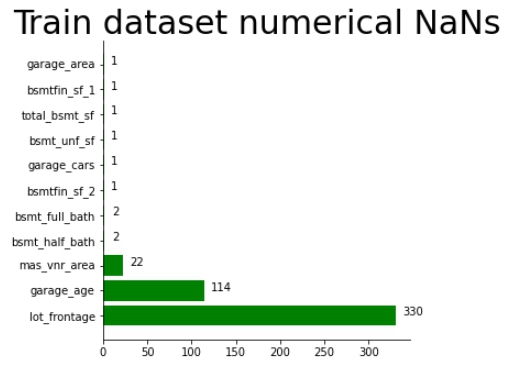 Train dataset numerical NaNs
garage_area 1
bsmtfin_sf_1 1
total_bsmt_sf 1
bsmt_unf_sf 1
garage_cars 1
bsmtfin_sf_2 1
bsmt_full_bath 2
bsmt_half_bath 2
mas_vnr_area 22
garage_age 114
lot_frontage 330
0 50 100 150 200 250 300